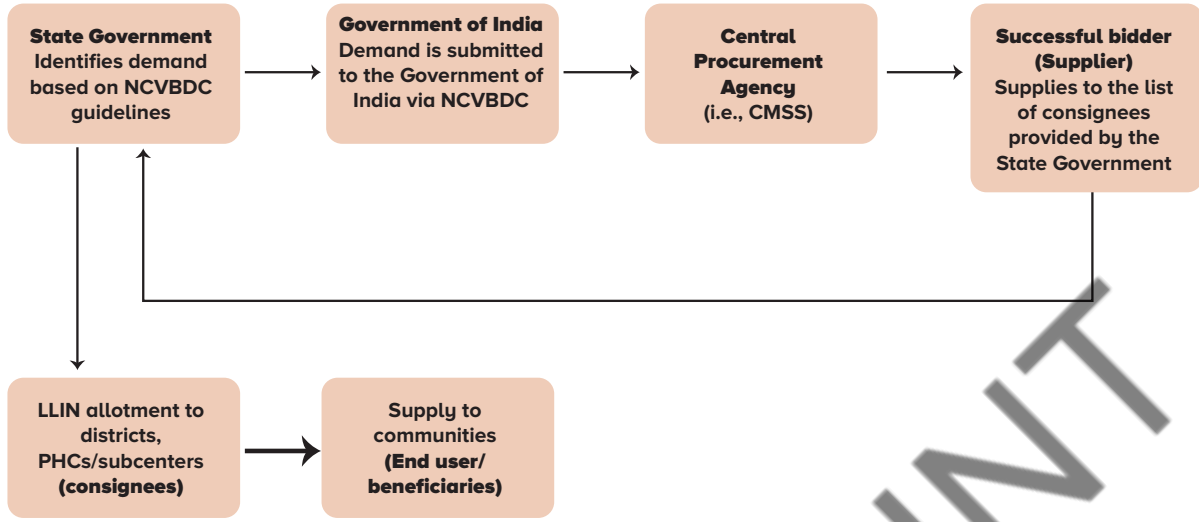 State Government
Identifies demand
based on NCVBDC
guidelines
Government of India
Demand is submitted
to the Government of
India via NCVBDC
Central
Procurement
Agency
(i.e., CMSS)
Successful bidder
(Supplier)
Supplies to the list
of consignees
provided by the
State Government
LLIN allotment to
districts,
PHCs/subcenters
(consignees)
Supply to
communities
(End user/
beneficiaries)